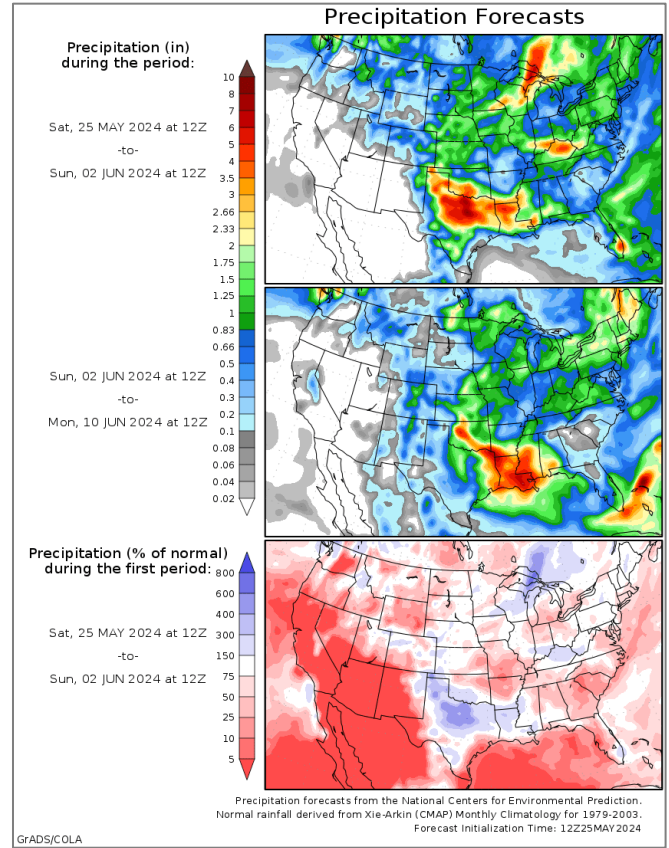 Precipitation Forecasts
Precipitation (in)
during the period:
Sat, 25 MAY 2024 at 12Z
-to-
Sun, 02 JUN 2024 at 12Z
10
8
7
6
5
4
3.5
3
2.66
2.33
2
1.75
1.5
1.25
1
0.83
0.66
0.5
0.4
0.3
0.2
0.1
0.08
0.06
0.04
0.02
Sun, 02 JUN 2024 at 12Z
-to-
Mon, 10 JUN 2024 at 12Z
Precipitation (% of normal)
during the first period:
Sat, 25 MAY 2024 at 12Z
-to-
Sun, 02 JUN 2024 at 12Z
800
600
400
300
150
75
50
25
10
5
Precipitation forecasts from the National Centers for Environmental Prediction.
Normal rainfall derived from Xie-Arkin (CMAP) Monthly Climatology for 1979-2003.
Forecast Initialization Time: 12Z25MAY2024
GrADS/COLA